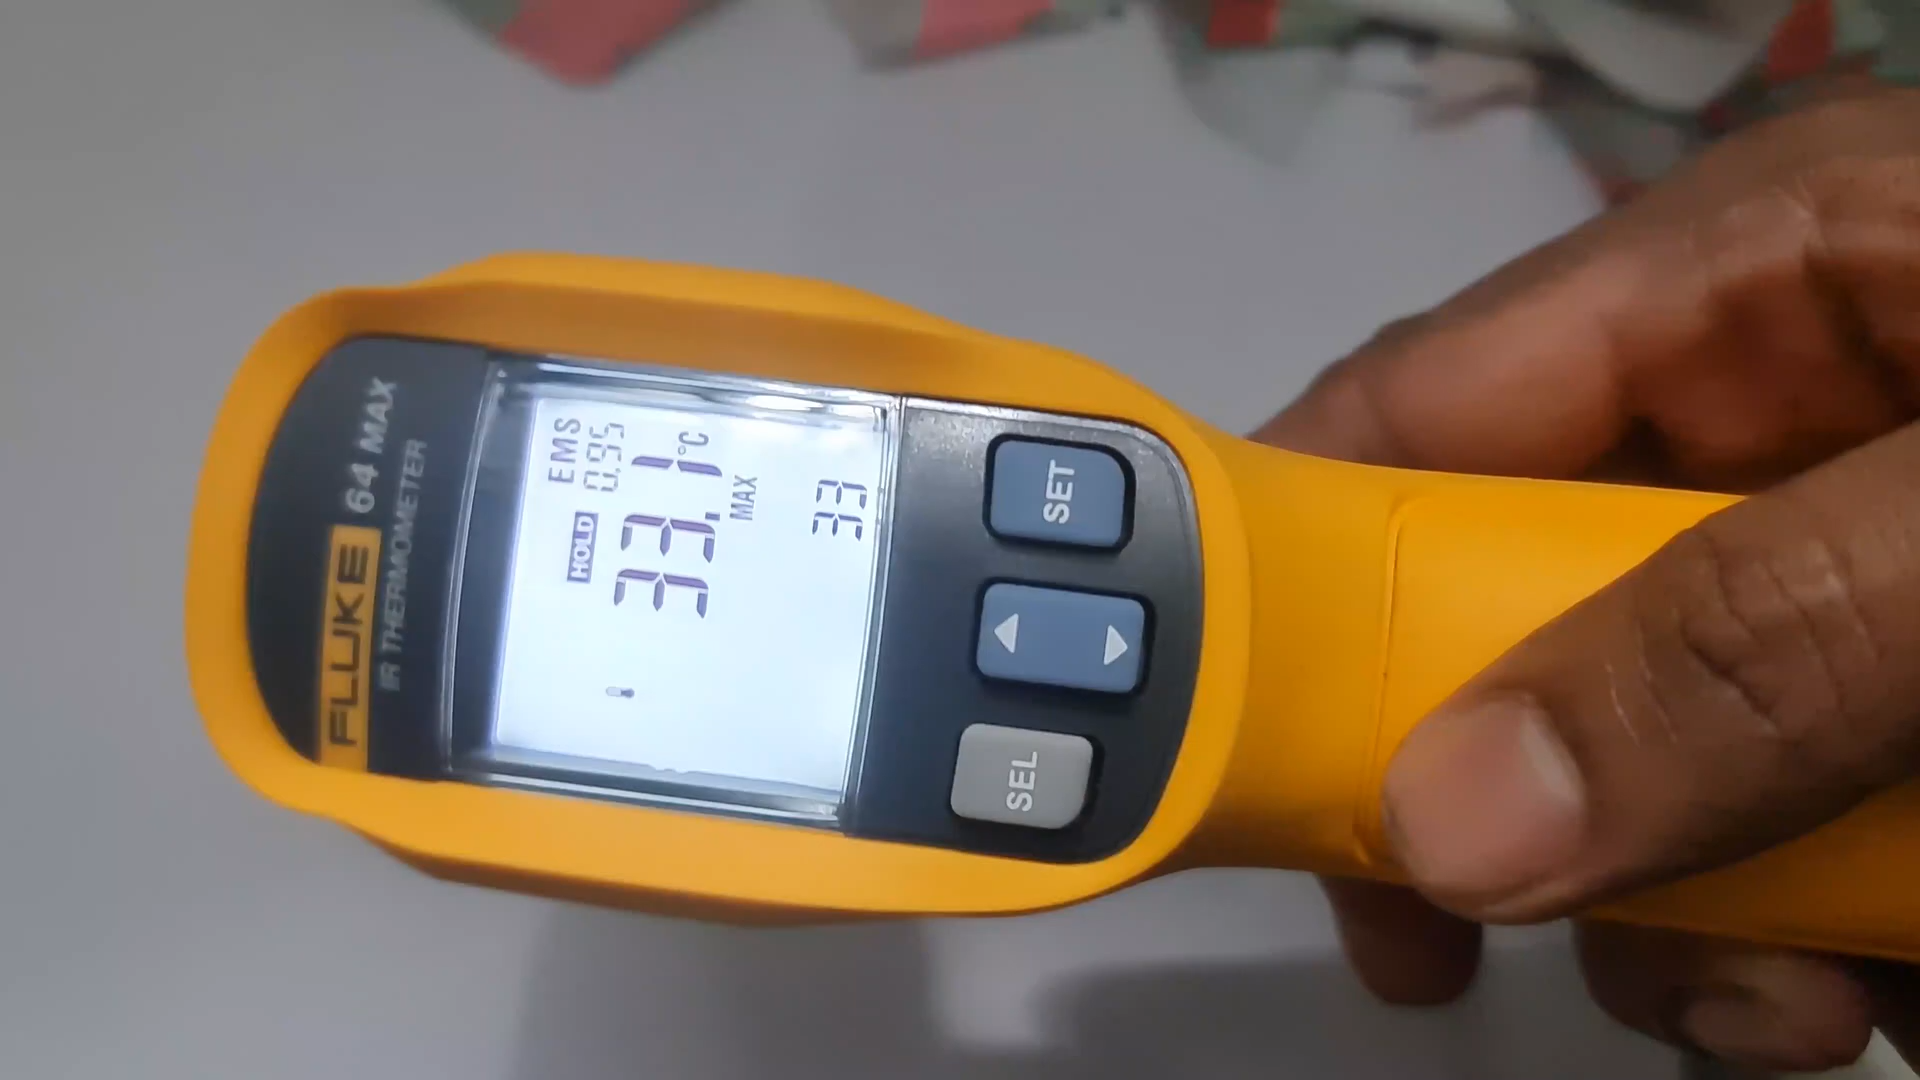 FLUKE 64 MAX
IR THERMOMETER
EMS
HOLD 0.95
33.1 °C
MAX
33
SET
SEL